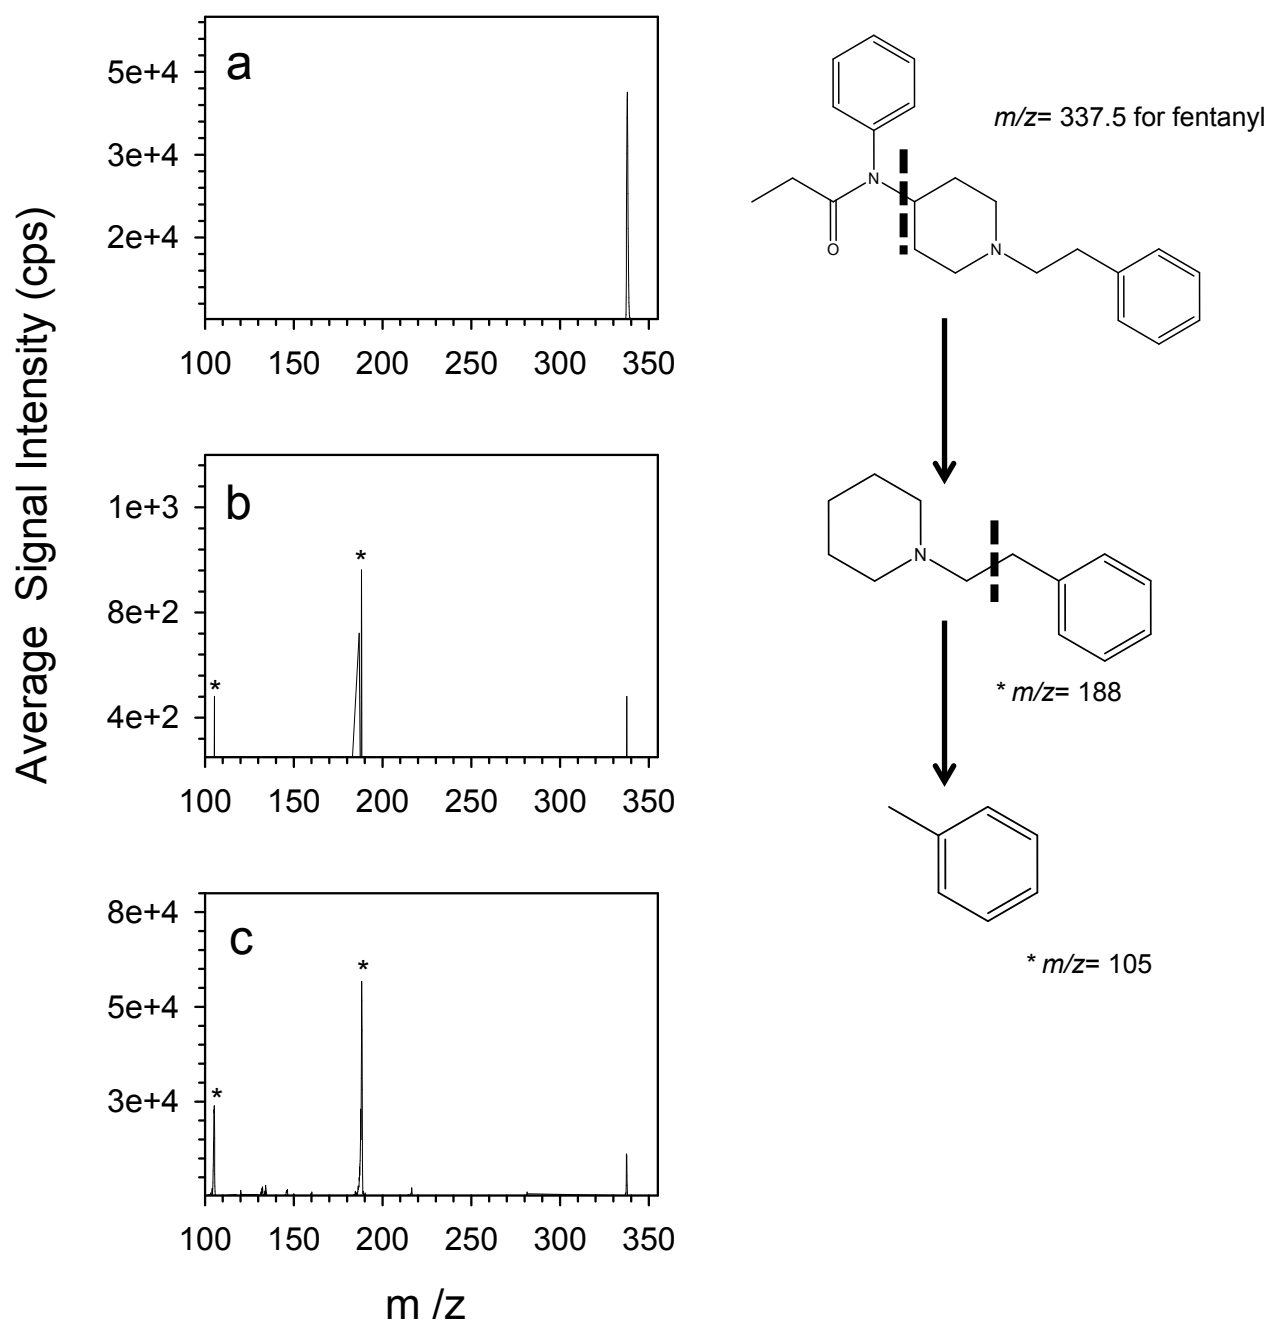 Average Signal Intensity (cps)
a
5e+4
3e+4
2e+4
100 150 200 250 300 350
b
1e+3
8e+2
4e+2
*
*
100 150 200 250 300 350
c
8e+4
5e+4
3e+4
*
*
100 150 200 250 300 350
m /z
m/z= 337.5 for fentanyl
N
O
N
N
* m/z= 188
* m/z= 105